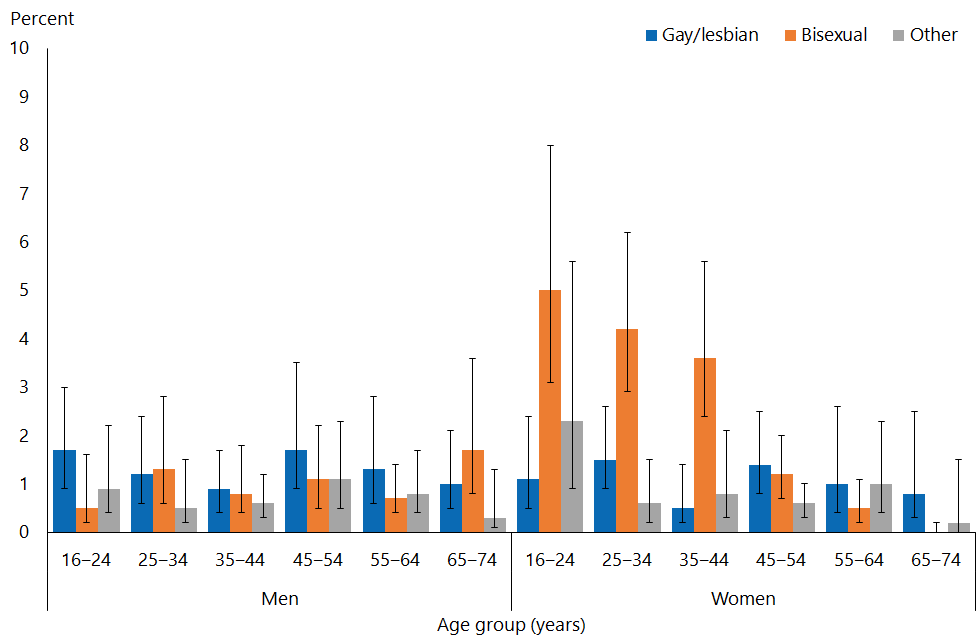 Percent
Gay/lesbian Bisexual Other
10
9
8
7
6
5
4
3
2
1
0
16–24 25–34 35–44 45–54 55–64 65–74 16–24 25–34 35–44 45–54 55–64 65–74
Men Women
Age group (years)